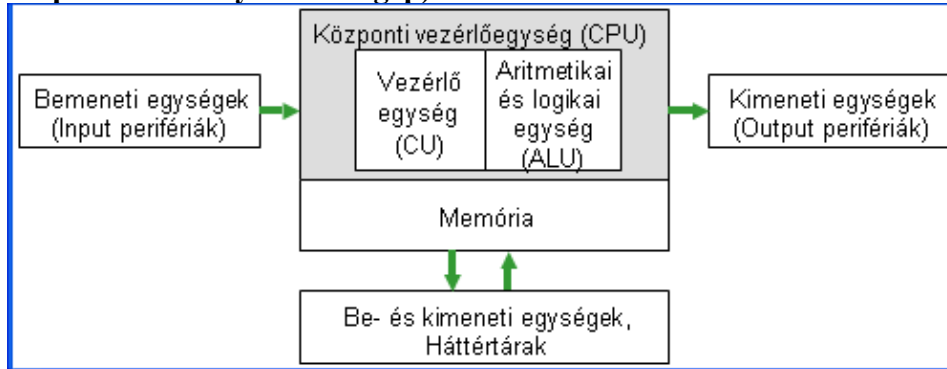 Központi vezérlőegység (CPU)
Bemeneti egységek
(Input perifériák)
Vezérlő
egység
(CU)
Aritmetikai
és logikai
egység
(ALU)
Kimeneti egységek
(Output perifériák)
Memória
Be- és kimeneti egységek,
Háttértárak